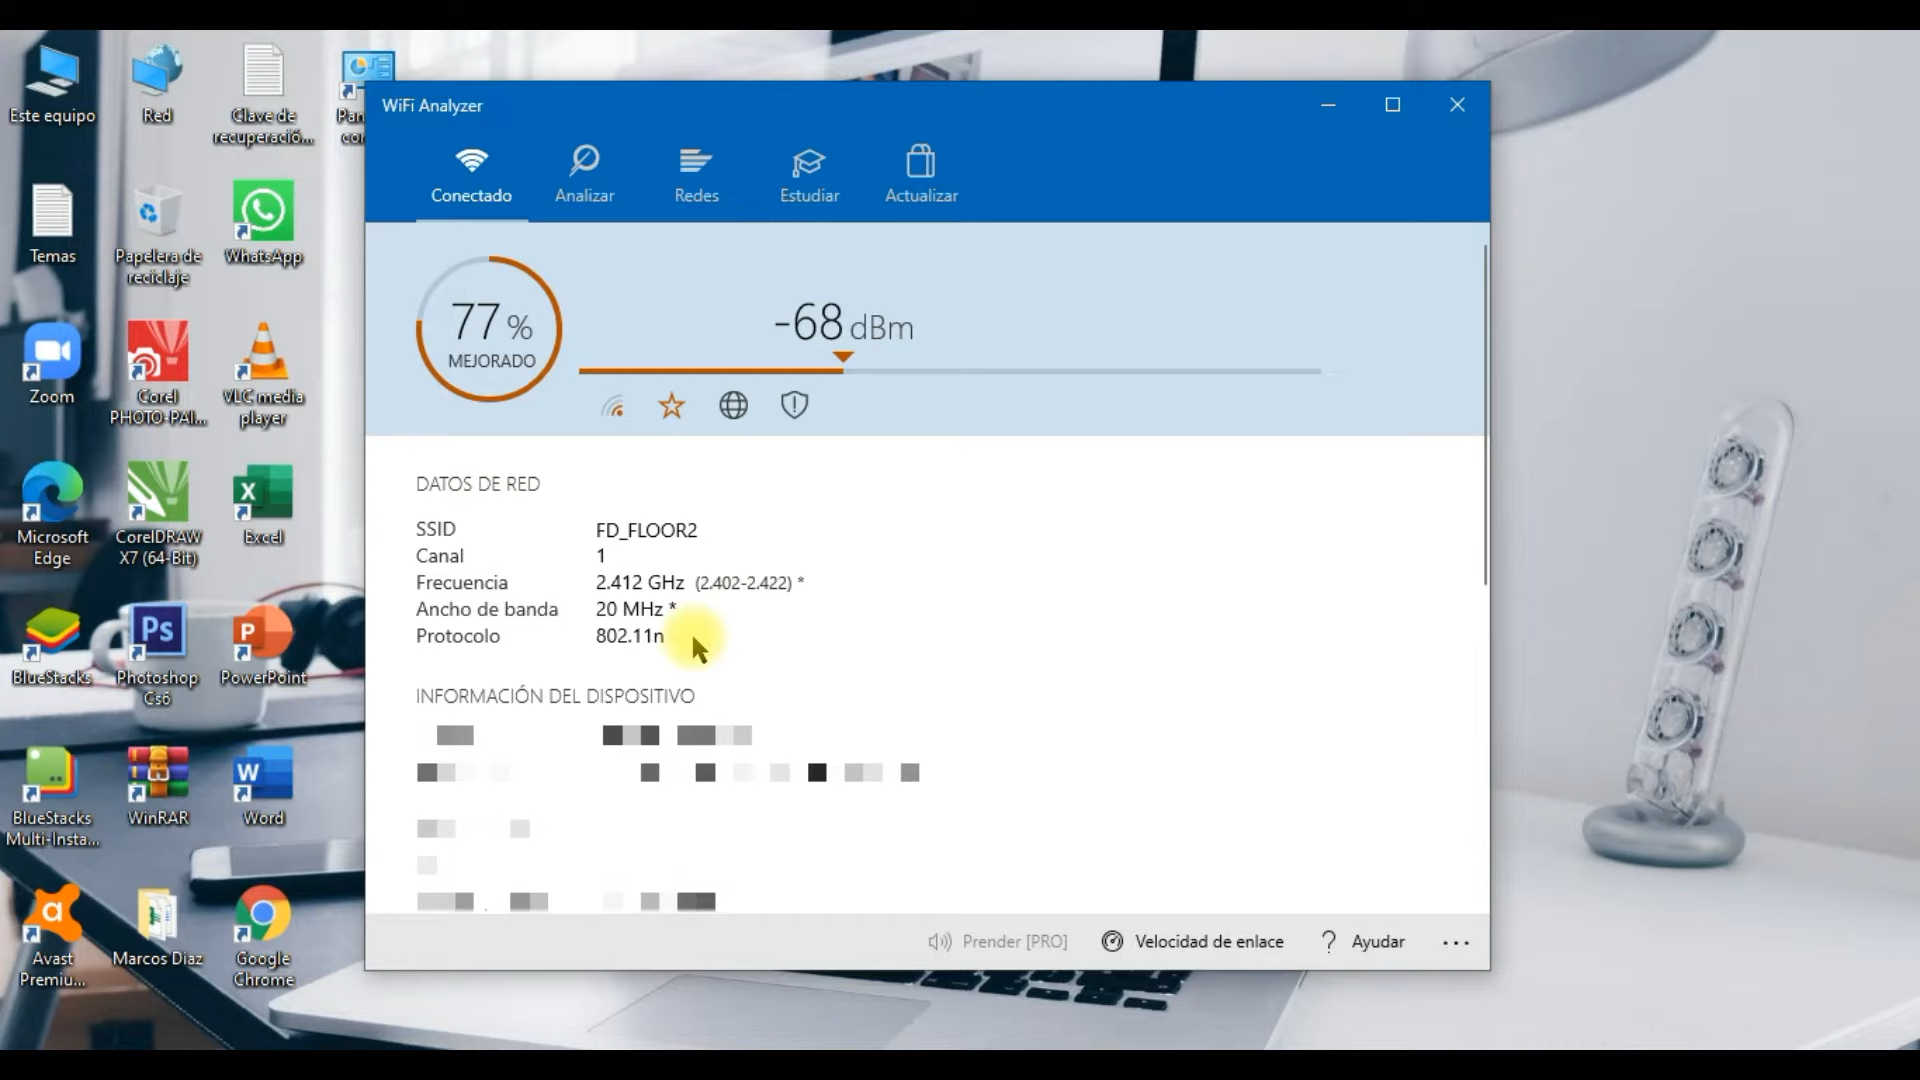 Este equipo
Red
Clave de
recuperació...
Pan
con
Temas
Papelera de
reciclaje
WhatsApp
Zoom
Corel
PHOTO-PAI...
VLC media
player
Microsoft
Edge
CorelDRAW
X7 (64-Bit)
X
Excel
BlueStacks
Ps
Photoshop
Cs6
P
PowerPoint
BlueStacks
Multi-Insta...
WinRAR
W
Word
a
Avast
Premiu...
Marcos Diaz
Google
Chrome
WiFi Analyzer
Conectado
Analizar
Redes
Estudiar
Actualizar
77 %
MEJORADO
-68 dBm
DATOS DE RED
SSID FD_FLOOR2
Canal 1
Frecuencia 2.412 GHz (2.402-2.422) *
Ancho de banda 20 MHz *
Protocolo 802.11n
INFORMACIÓN DEL DISPOSITIVO
Prender [PRO]
Velocidad de enlace
? Ayudar
...